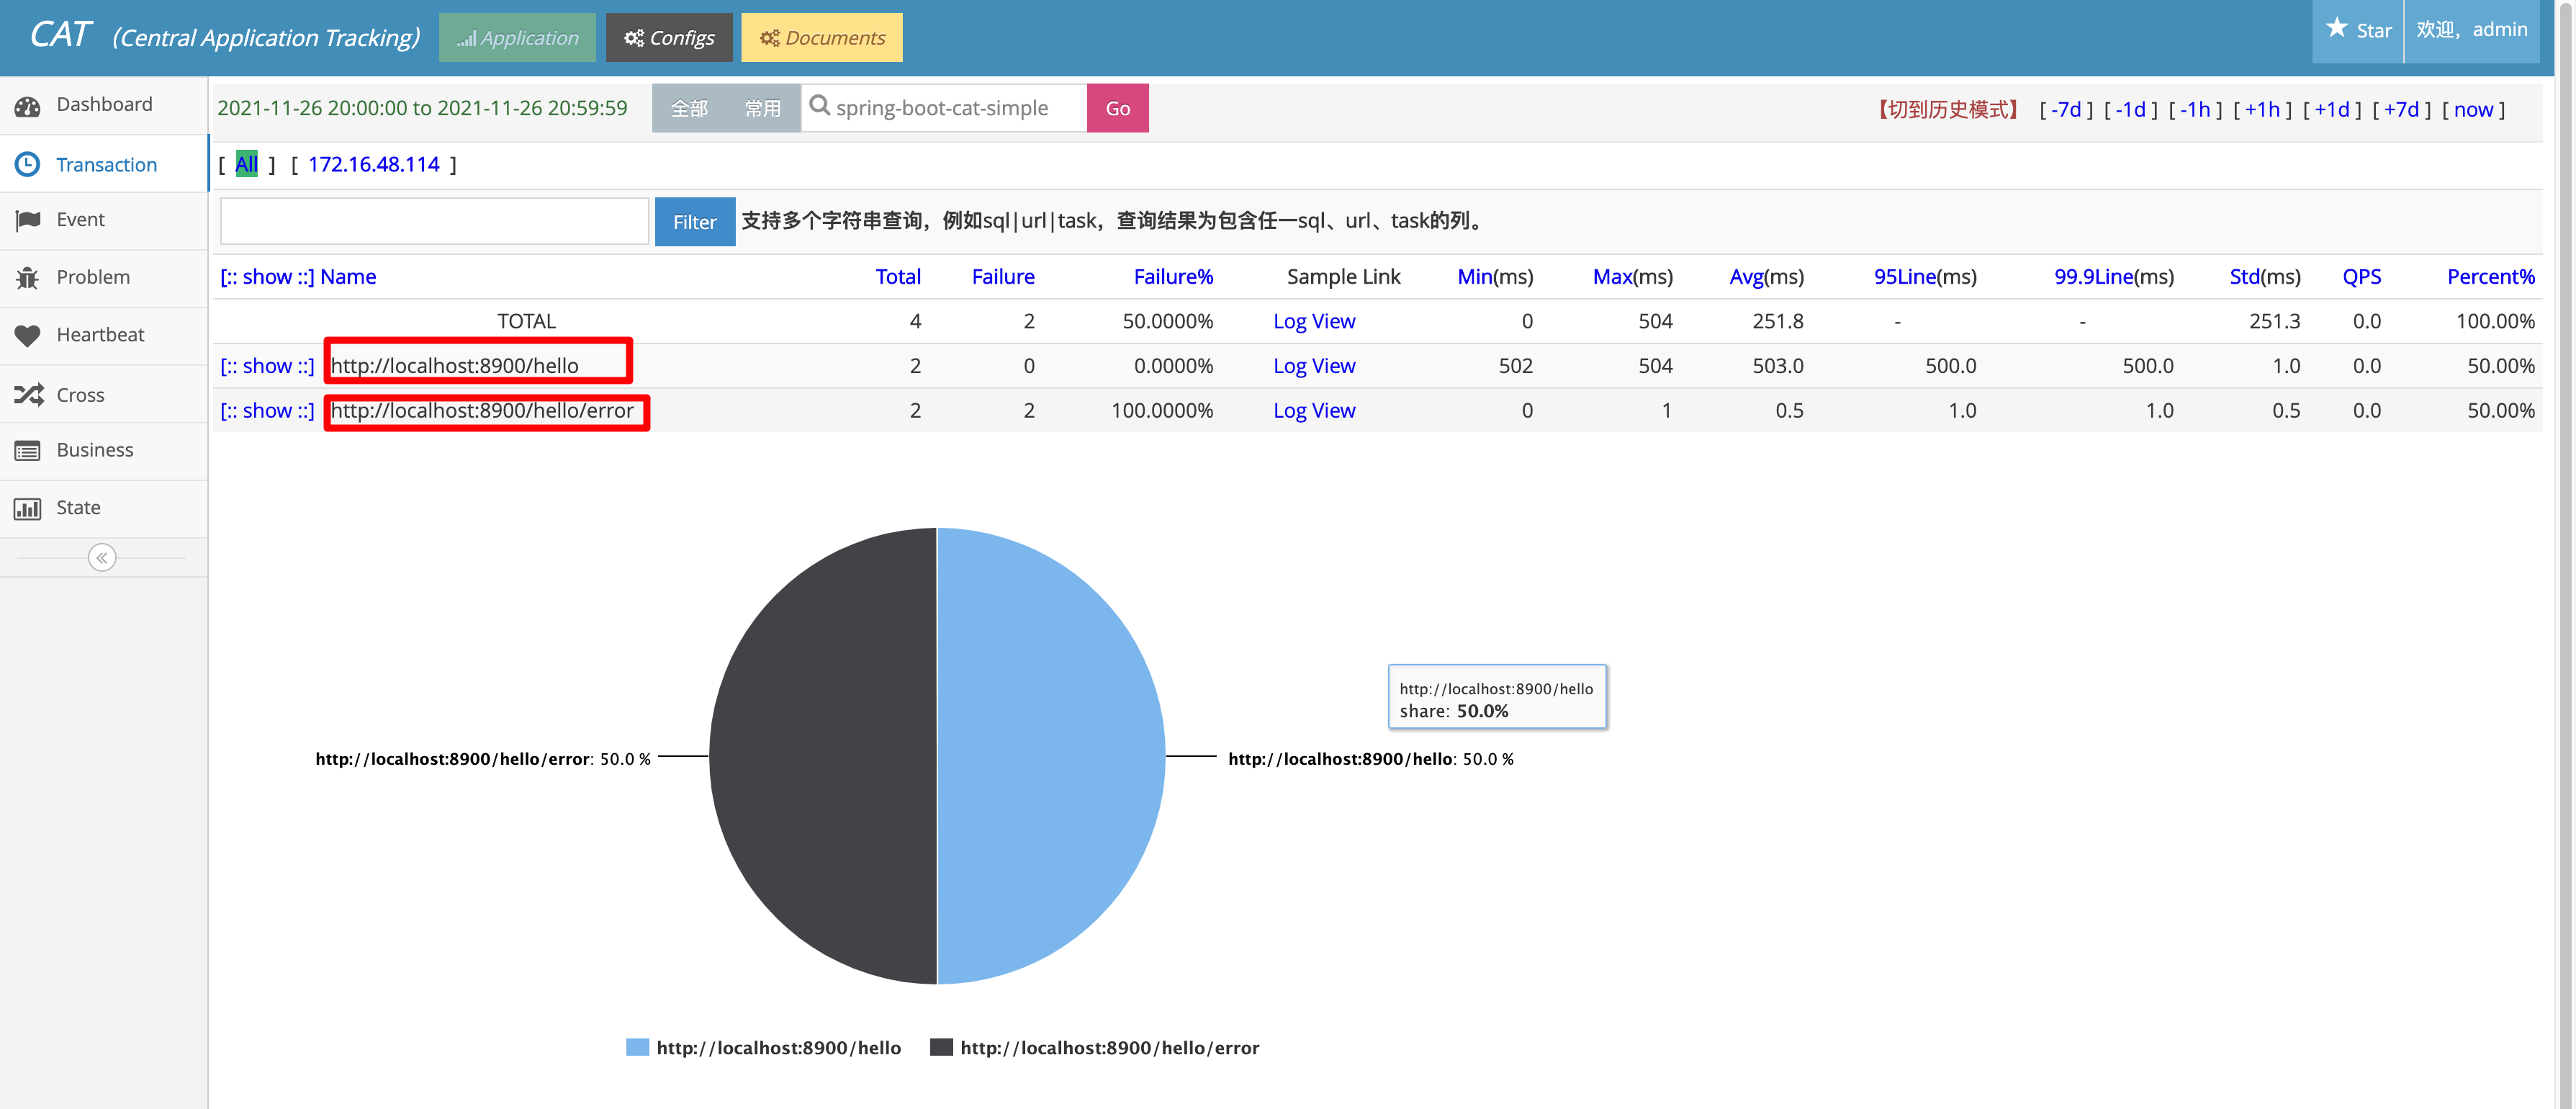 CAT (Central Application Tracking) Application Configs Documents Star 欢迎，admin
Dashboard
Transaction
Event
Problem
Heartbeat
Cross
Business
State
2021-11-26 20:00:00 to 2021-11-26 20:59:59 全部 常用 spring-boot-cat-simple Go 【切到历史模式】 [ -7d ] [ -1d ] [ -1h ] [ +1h ] [ +1d ] [ +7d ] [ now ]
[ All ] [ 172.16.48.114 ]
Filter 支持多个字符串查询，例如sql|url|task，查询结果为包含任一sql、url、task的列。
[:: show ::] Name Total Failure Failure% Sample Link Min(ms) Max(ms) Avg(ms) 95Line(ms) 99.9Line(ms) Std(ms) QPS Percent%
TOTAL 4 2 50.0000% Log View 0 504 251.8 - - 251.3 0.0 100.00%
[:: show ::] http://localhost:8900/hello 2 0 0.0000% Log View 502 504 503.0 500.0 500.0 1.0 0.0 50.00%
[:: show ::] http://localhost:8900/hello/error 2 2 100.0000% Log View 0 1 0.5 1.0 1.0 0.5 0.0 50.00%
http://localhost:8900/hello
share: 50.0%
http://localhost:8900/hello/error: 50.0 % http://localhost:8900/hello: 50.0 %
http://localhost:8900/hello http://localhost:8900/hello/error